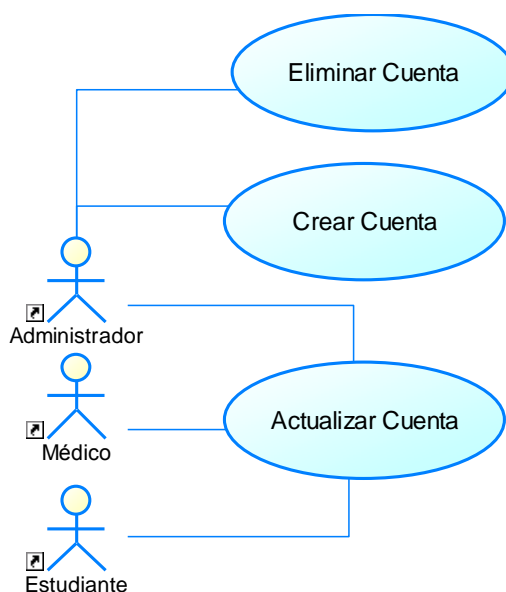 Eliminar Cuenta
Crear Cuenta
Administrador
Médico
Actualizar Cuenta
Estudiante